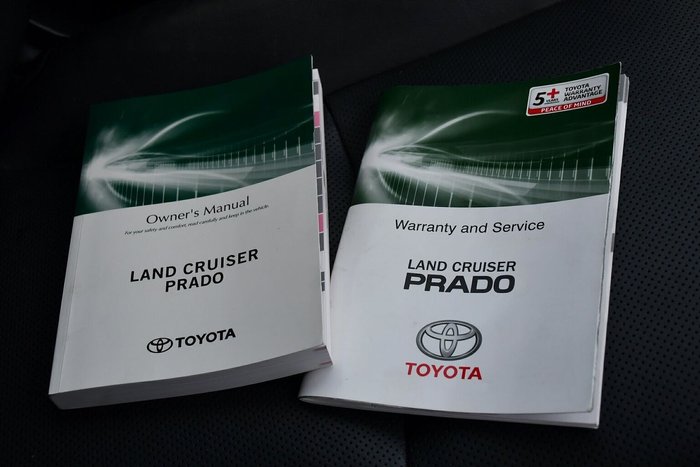 Owner's Manual
For your safety and comfort, read carefully and keep in the vehicle.
LAND CRUISER
PRADO
TOYOTA
5+ YEARS
TOYOTA
WARRANTY
ADVANTAGE
PEACE OF MIND
Warranty and Service
LAND CRUISER
PRADO
TOYOTA